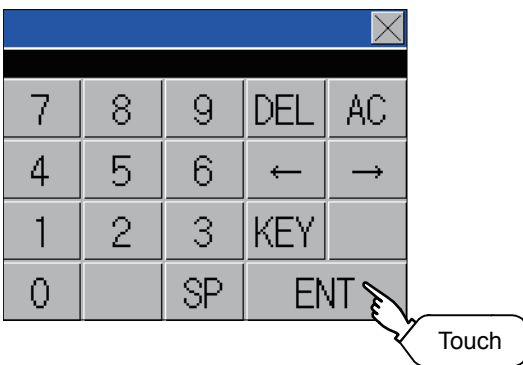 7 8 9 DEL AC
4 5 6 ← →
1 2 3 KEY
0 SP ENT
Touch